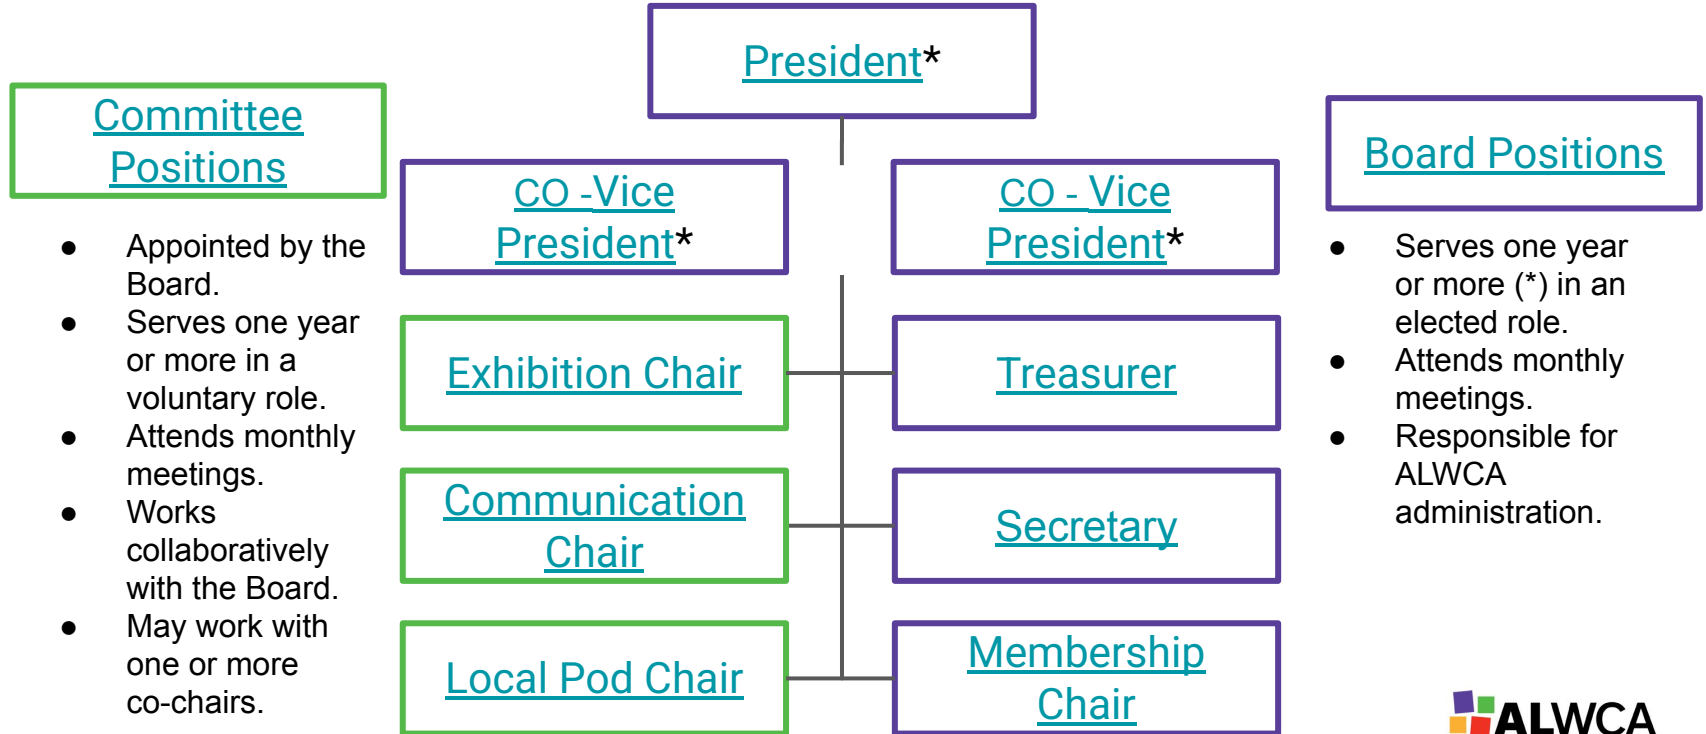 President*
Committee
Positions
● Appointed by the
Board.
● Serves one year
or more in a
voluntary role.
● Attends monthly
meetings.
● Works
collaboratively
with the Board.
● May work with
one or more
co-chairs.
CO -Vice
President*
CO - Vice
President*
Exhibition Chair
Treasurer
Communication
Chair
Secretary
Local Pod Chair
Membership
Chair
Board Positions
● Serves one year
or more (*) in an
elected role.
● Attends monthly
meetings.
● Responsible for
ALWCA
administration.
ALWCA